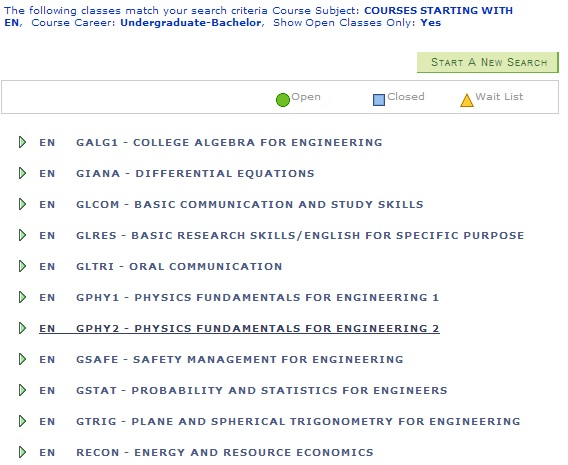 The following classes match your search criteria Course Subject: COURSES STARTING WITH
EN, Course Career: Undergraduate-Bachelor, Show Open Classes Only: Yes
START A NEW SEARCH
Open Closed Wait List
EN GALG1 - COLLEGE ALGEBRA FOR ENGINEERING
EN GIANA - DIFFERENTIAL EQUATIONS
EN GLCOM - BASIC COMMUNICATION AND STUDY SKILLS
EN GLRES - BASIC RESEARCH SKILLS/ENGLISH FOR SPECIFIC PURPOSE
EN GLTRI - ORAL COMMUNICATION
EN GPHY1 - PHYSICS FUNDAMENTALS FOR ENGINEERING 1
EN GPHY2 - PHYSICS FUNDAMENTALS FOR ENGINEERING 2
EN GSAFE - SAFETY MANAGEMENT FOR ENGINEERING
EN GSTAT - PROBABILITY AND STATISTICS FOR ENGINEERS
EN GTRIG - PLANE AND SPHERICAL TRIGONOMETRY FOR ENGINEERING
EN RECON - ENERGY AND RESOURCE ECONOMICS